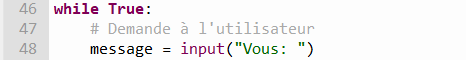 46 while True:
47     # Demande à l'utilisateur
48     message = input("Vous: ")